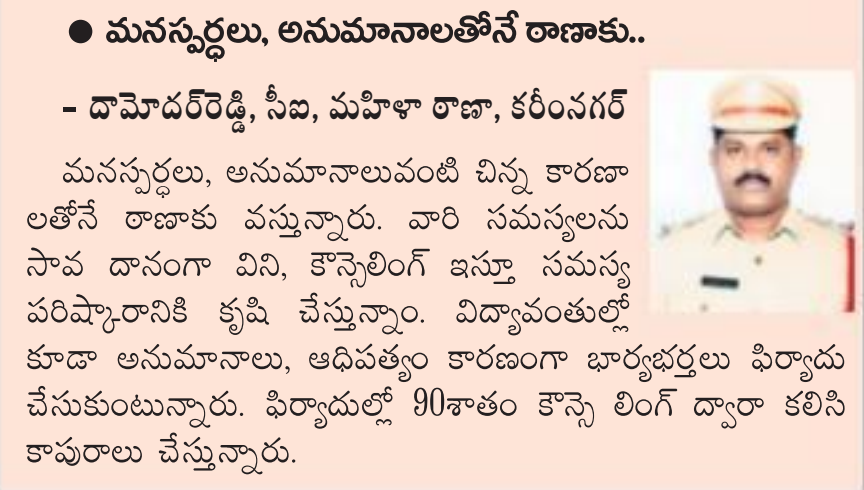 ● మనస్పర్ధలు, అనుమానాలతోనే ఠాణాకు..
- దామోదర్‌రెడ్డి, సీఐ, మహిళా ఠాణా, కరీంనగర్
మనస్పర్ధలు, అనుమానాలువంటి చిన్న కారణా
లతోనే ఠాణాకు వస్తున్నారు. వారి సమస్యలను
సావ దానంగా విని, కౌన్సెలింగ్ ఇస్తూ సమస్య
పరిష్కారానికి కృషి చేస్తున్నాం. విద్యావంతుల్లో
కూడా అనుమానాలు, ఆధిపత్యం కారణంగా భార్యభర్తలు ఫిర్యాదు
చేసుకుంటున్నారు. ఫిర్యాదుల్లో 90శాతం కౌన్సె లింగ్ ద్వారా కలిసి
కాపురాలు చేస్తున్నారు.